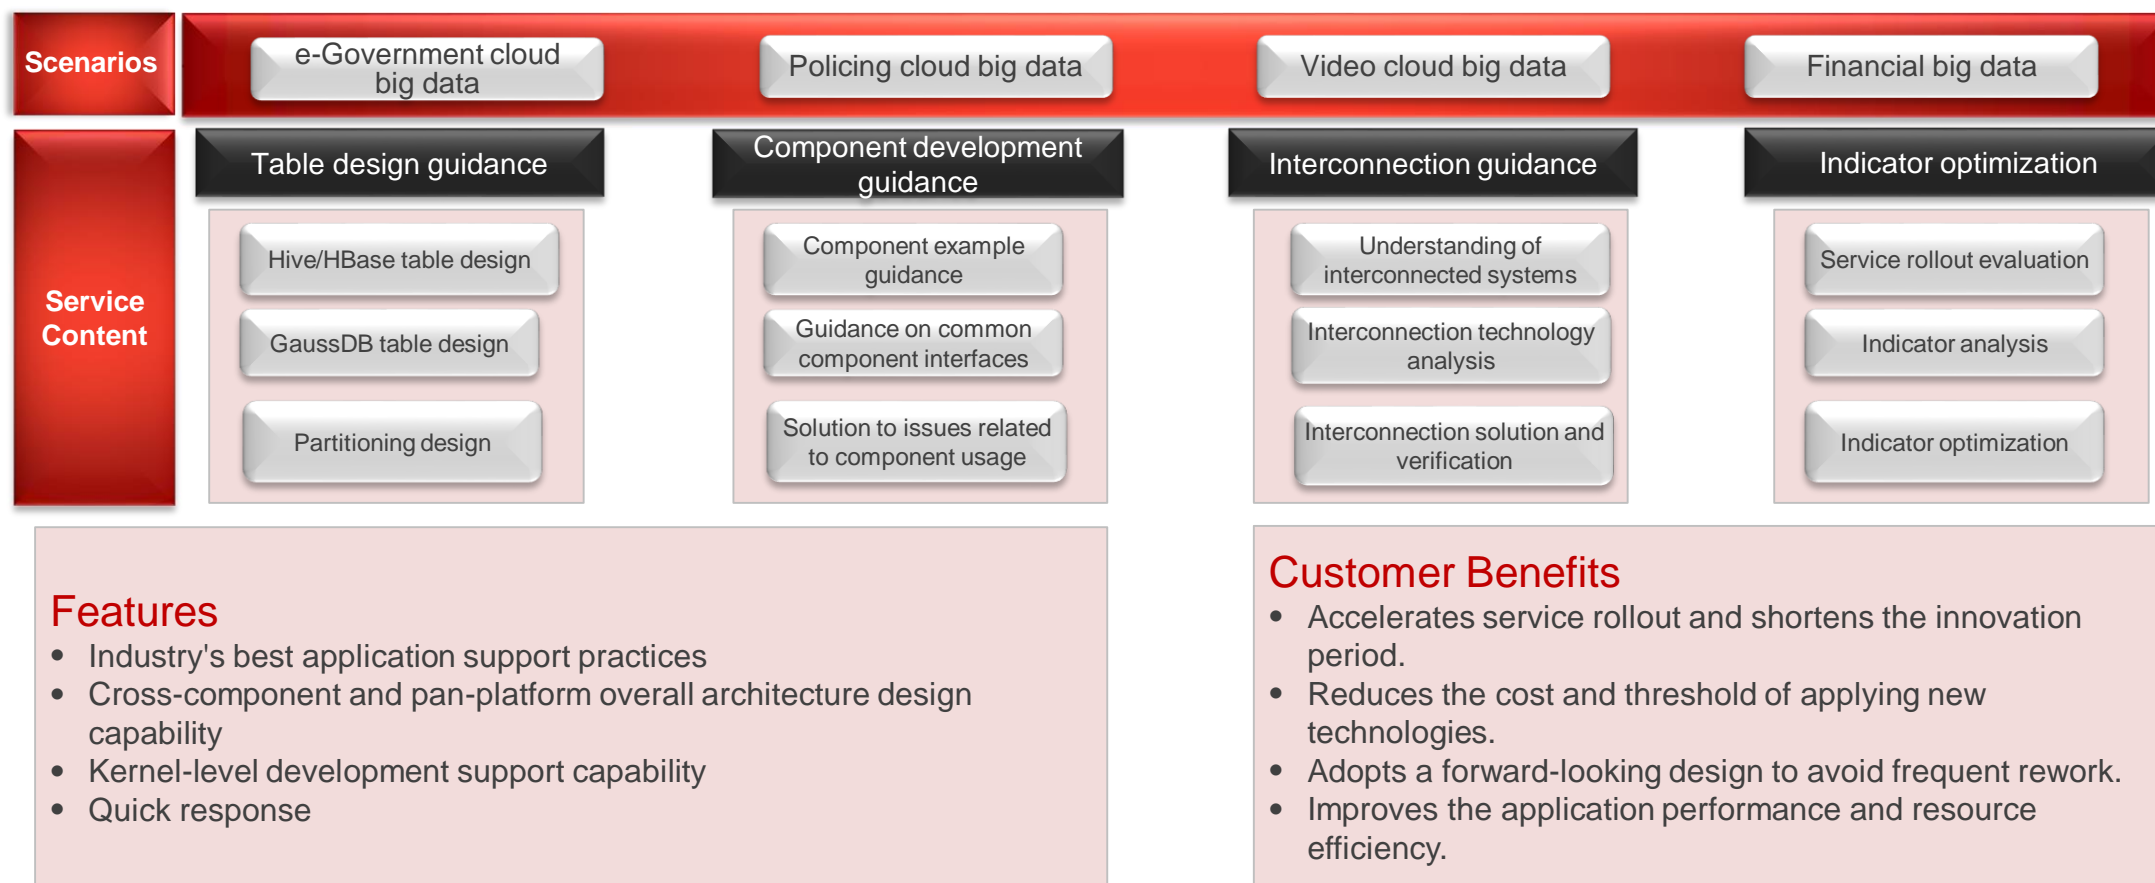 Scenarios
e-Government cloud
big data
Policing cloud big data
Video cloud big data
Financial big data
Service
Content
Table design guidance
Hive/HBase table design
GaussDB table design
Partitioning design
Component development
guidance
Component example
guidance
Guidance on common
component interfaces
Solution to issues related
to component usage
Interconnection guidance
Understanding of
interconnected systems
Interconnection technology
analysis
Interconnection solution and
verification
Indicator optimization
Service rollout evaluation
Indicator analysis
Indicator optimization
Features
• Industry's best application support practices
• Cross-component and pan-platform overall architecture design
capability
• Kernel-level development support capability
• Quick response
Customer Benefits
• Accelerates service rollout and shortens the innovation
period.
• Reduces the cost and threshold of applying new
technologies.
• Adopts a forward-looking design to avoid frequent rework.
• Improves the application performance and resource
efficiency.